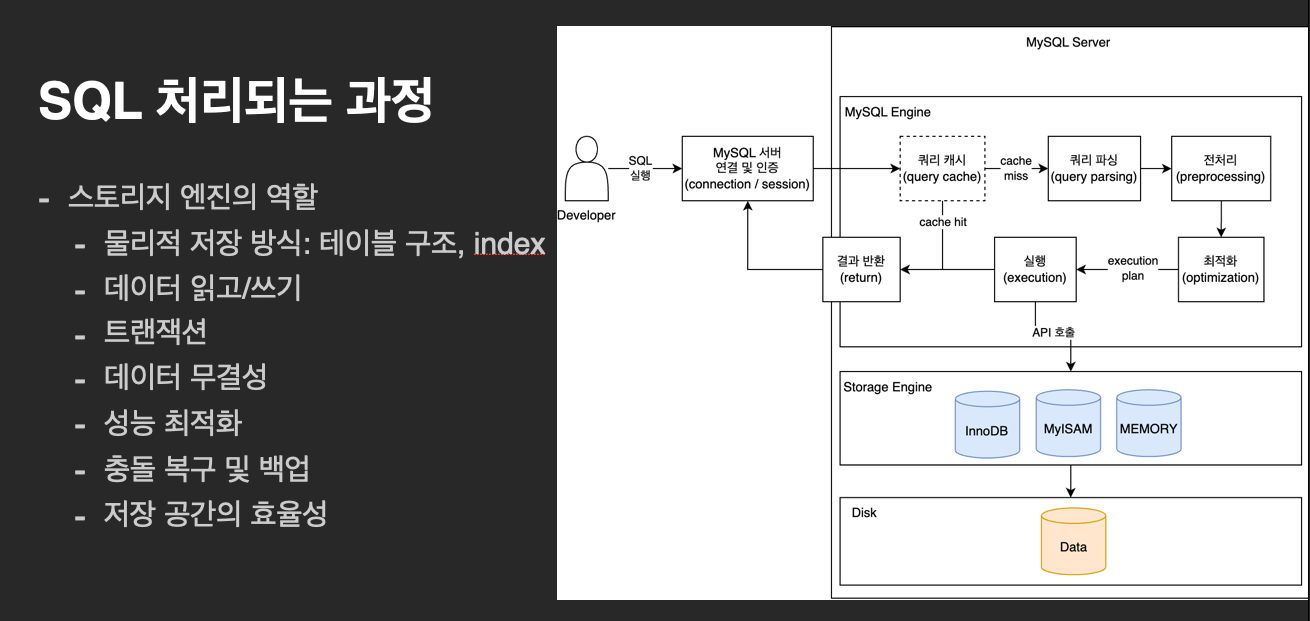 SQL 처리되는 과정
- 스토리지 엔진의 역할
- 물리적 저장 방식: 테이블 구조, index
- 데이터 읽고/쓰기
- 트랜잭션
- 데이터 무결성
- 성능 최적화
- 충돌 복구 및 백업
- 저장 공간의 효율성
MySQL Server
MySQL Engine
Developer
SQL
실행
MySQL 서버
연결 및 인증
(connection / session)
쿼리 캐시
(query cache)
cache
miss
쿼리 파싱
(query parsing)
전처리
(preprocessing)
cache hit
결과 반환
(return)
실행
(execution)
execution
plan
최적화
(optimization)
API 호출
Storage Engine
InnoDB
MyISAM
MEMORY
Disk
Data